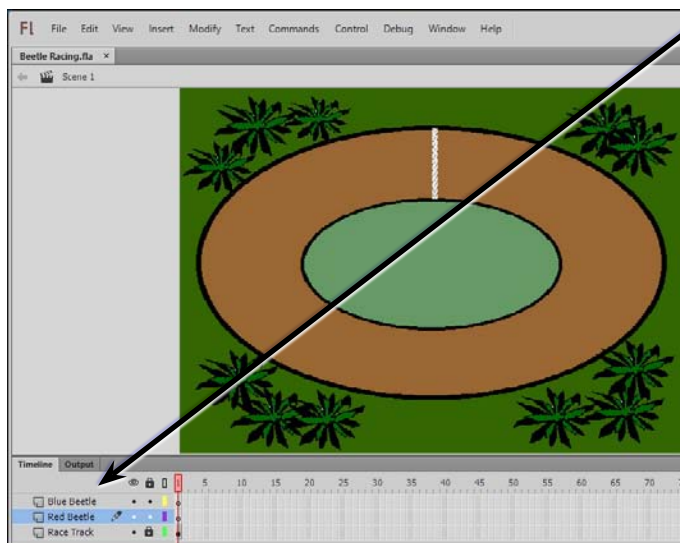 Fl File Edit View Insert Modify Text Commands Control Debug Window Help
Beetle Racing.fla ×
Scene 1
Timeline Output
1 5 10 15 20 25 30 35 40 45 50 55 60 65 70
Blue Beetle
Red Beetle
Race Track